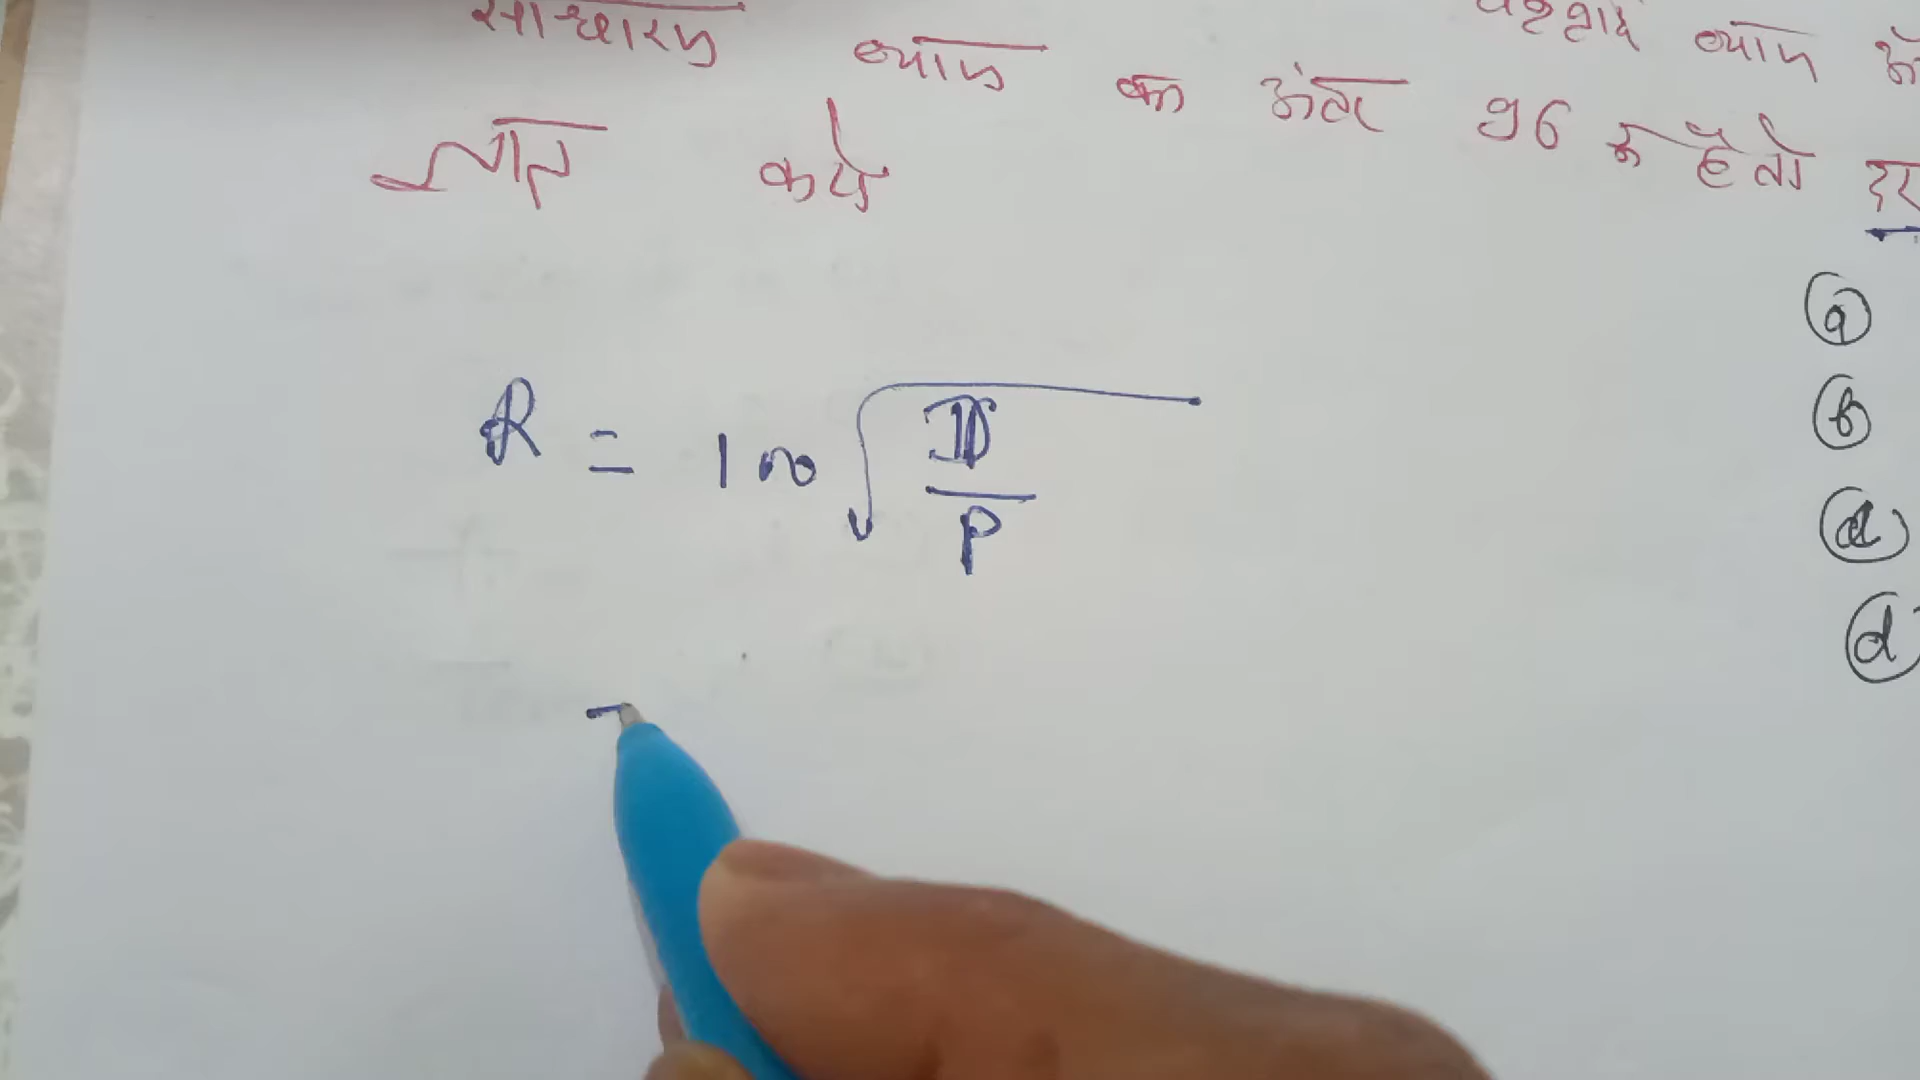 साधारण ब्याज का अंतर 96 रू है तो दर
चक्रवृद्धि ब्याज औ
ज्ञात करे
R = 100 √ D / P
ⓐ
ⓑ
ⓓ